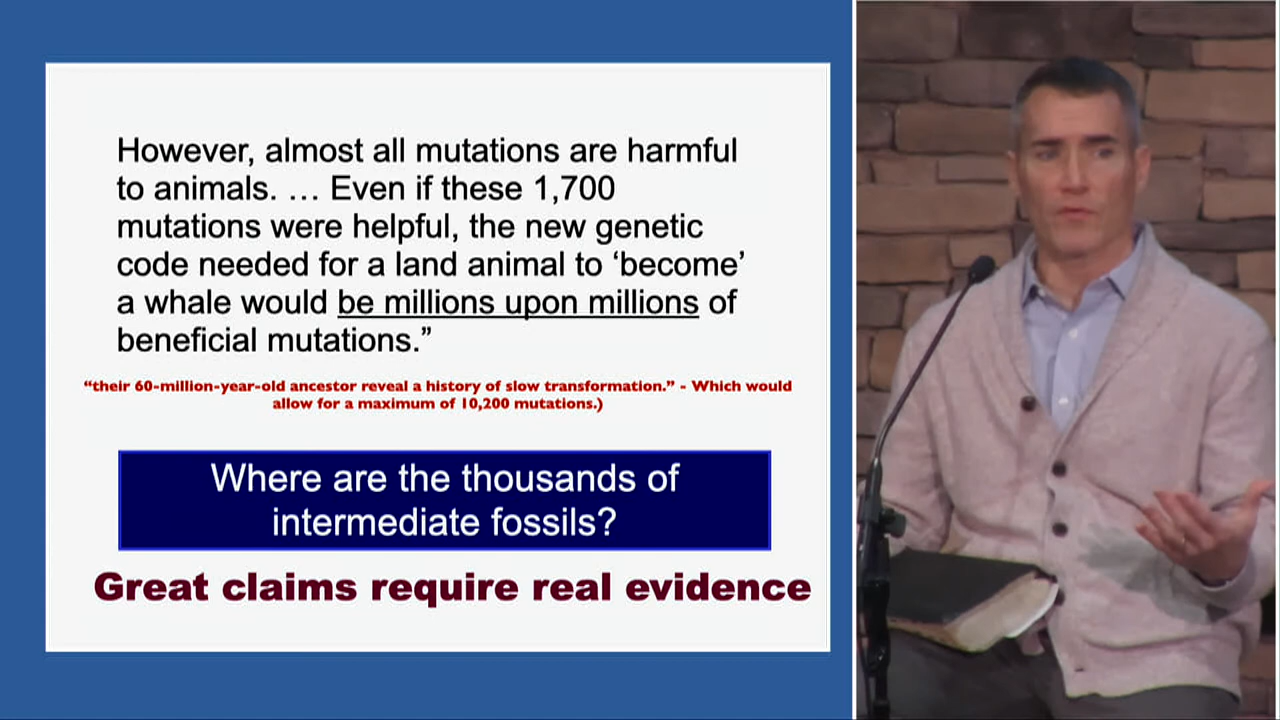 However, almost all mutations are harmful
to animals. … Even if these 1,700
mutations were helpful, the new genetic
code needed for a land animal to ‘become’
a whale would be millions upon millions of
beneficial mutations.”
“their 60-million-year-old ancestor reveal a history of slow transformation.” - Which would
allow for a maximum of 10,200 mutations.)
Where are the thousands of
intermediate fossils?
Great claims require real evidence